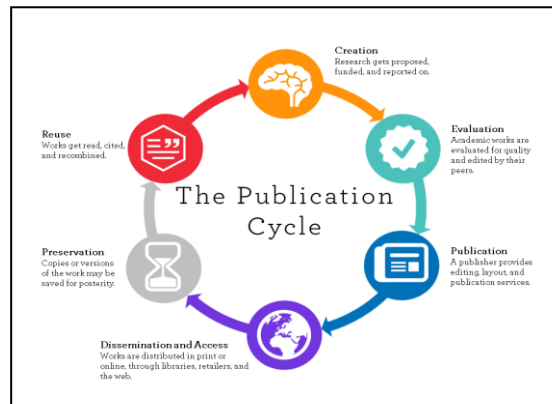 Creation
Research gets proposed,
funded, and reported on.
Evaluation
Academic works are
evaluated for quality
and edited by their
peers.
Publication
A publisher provides
editing, layout, and
publication services.
Dissemination and Access
Works are distributed in print or
online, through libraries, retailers, and
the web.
Preservation
Copies or versions
of the work may be
saved for posterity.
Reuse
Works get read, cited,
and recombined.
The Publication
Cycle